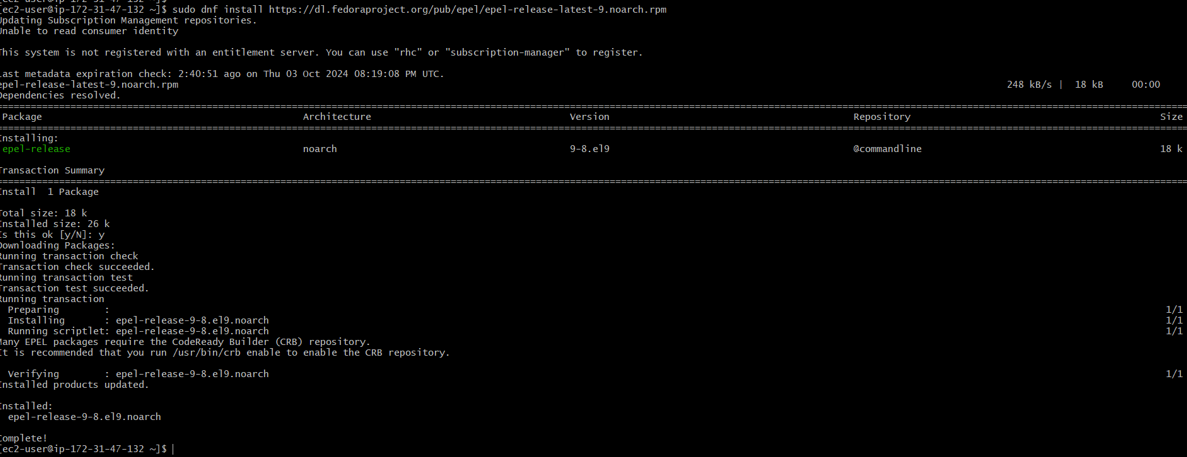 [ec2-user@ip-172-31-47-132 ~]$ sudo dnf install https://dl.fedoraproject.org/pub/epel/epel-release-latest-9.noarch.rpm
Updating Subscription Management repositories.
Unable to read consumer identity
This system is not registered with an entitlement server. You can use "rhc" or "subscription-manager" to register.
Last metadata expiration check: 2:40:51 ago on Thu 03 Oct 2024 08:19:08 PM UTC.
epel-release-latest-9.noarch.rpm 248 kB/s | 18 kB 00:00
Dependencies resolved.
Package Architecture Version Repository Size
Installing:
epel-release noarch 9-8.el9 @commandline 18 k
Transaction Summary
Install 1 Package
Total size: 18 k
Installed size: 26 k
Is this ok [y/N]: y
Downloading Packages:
Running transaction check
Transaction check succeeded.
Running transaction test
Transaction test succeeded.
Running transaction
Preparing : 1/1
Installing : epel-release-9-8.el9.noarch 1/1
Running scriptlet: epel-release-9-8.el9.noarch 1/1
Many EPEL packages require the CodeReady Builder (CRB) repository.
It is recommended that you run /usr/bin/crb enable to enable the CRB repository.
Verifying : epel-release-9-8.el9.noarch 1/1
Installed products updated.
Installed:
epel-release-9-8.el9.noarch
Complete!
[ec2-user@ip-172-31-47-132 ~]$